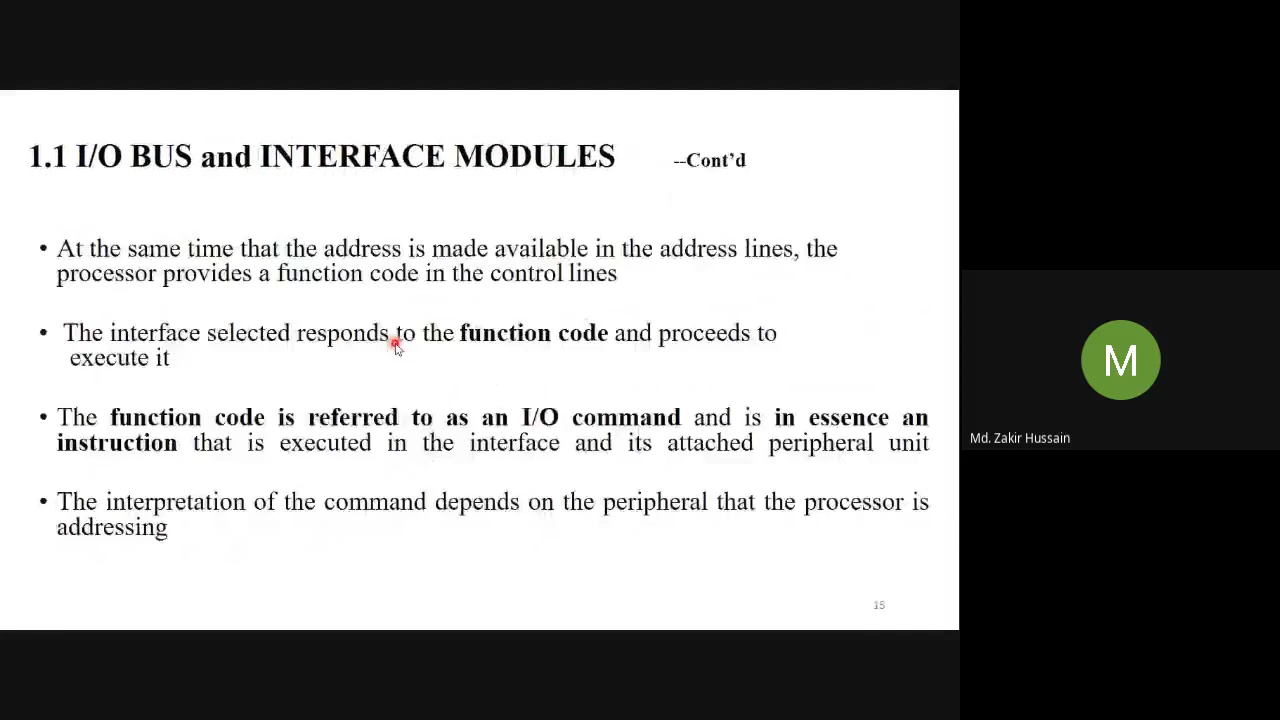 1.1 I/O BUS and INTERFACE MODULES --Cont'd
• At the same time that the address is made available in the address lines, the
processor provides a function code in the control lines
• The interface selected responds to the function code and proceeds to
execute it
• The function code is referred to as an I/O command and is in essence an
instruction that is executed in the interface and its attached peripheral unit
• The interpretation of the command depends on the peripheral that the processor is
addressing
15
M
Md. Zakir Hussain